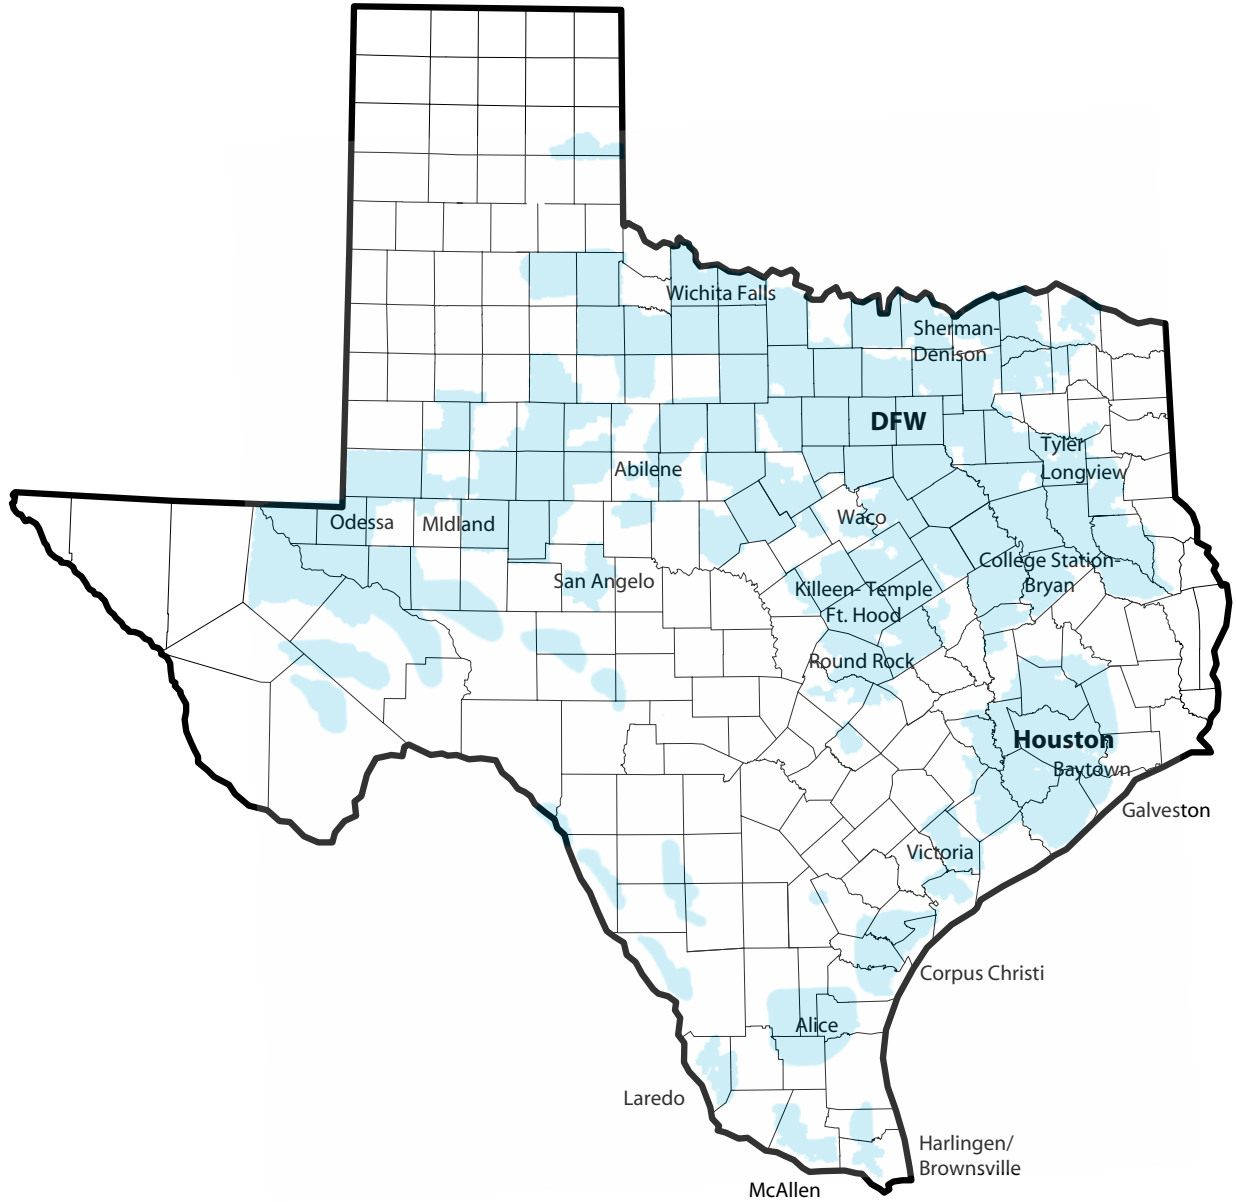 Wichita Falls
Sherman-
Denison
DFW
Tyler
Longview
Abilene
Odessa
MIdland
Waco
San Angelo
College Station-
Bryan
Killeen- Temple
Ft. Hood
Round Rock
Houston
Baytown
Galveston
Victoria
Corpus Christi
Alice
Laredo
Harlingen/
Brownsville
McAllen